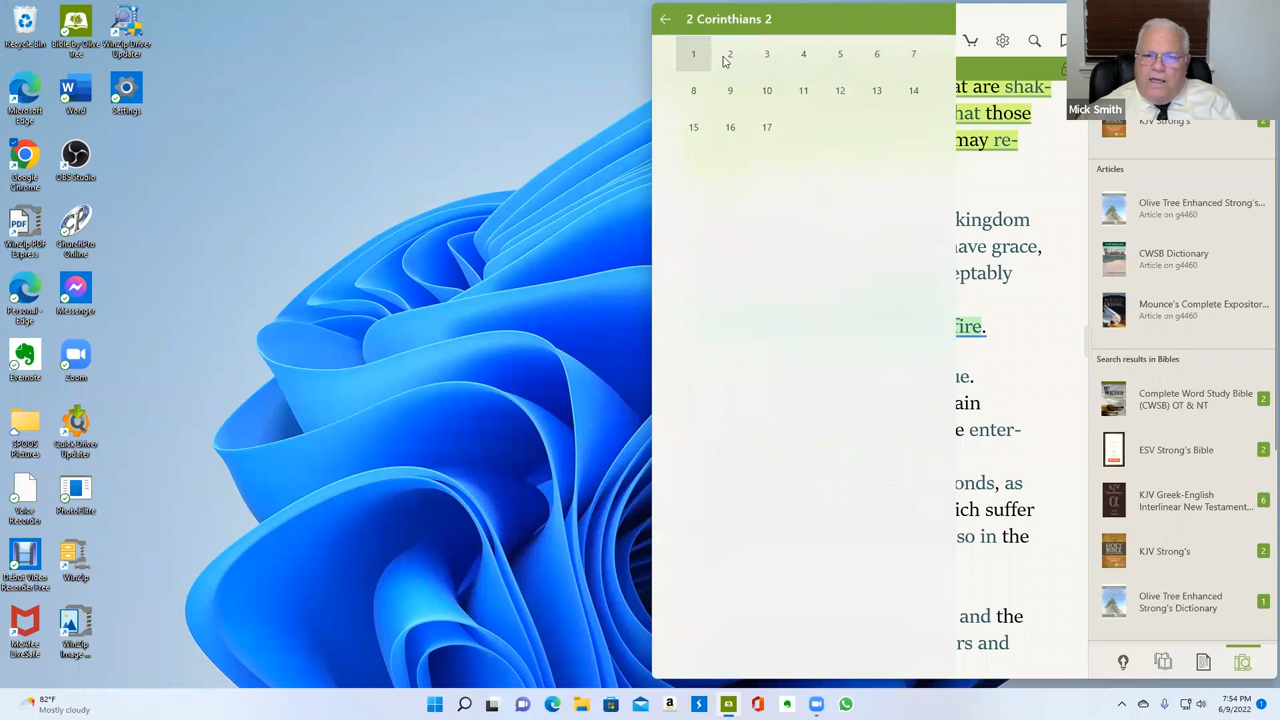 Recycle Bin
Bible by Olive
Tree
WinZip Driver
Updater
Microsoft
Edge
Word
Settings
Google
Chrome
OBS Studio
WinZip PDF
Express
ChurchPro
Online
Personal -
Edge
Messenger
Evernote
Zoom
SPOOS
Pictures
Quick Driver
Updater
Voice
Recorder
PhotoFiltre
Debut Video
Recorder Free
WinZip
McAfee
LiveSafe
WinZip
Image ...
2 Corinthians 2
1 2 3 4 5 6 7
8 9 10 11 12 13 14
15 16 17
at are shak-
hat those
may re-
kingdom
have grace,
eptably
fire.
ue.
ain
e enter-
onds, as
ich suffer
so in the
and the
rs and
Mick Smith
KJV Strong's
2
Articles
Olive Tree Enhanced Strong's...
Article on g4460
CWSB Dictionary
Article on g4460
Mounce's Complete Expositor...
Article on g4460
Search results in Bibles
Complete Word Study Bible
(CWSB) OT & NT
2
ESV Strong's Bible
2
KJV Greek-English
Interlinear New Testament...
6
KJV Strong's
2
Olive Tree Enhanced
Strong's Dictionary
1
82°F
Mostly cloudy
7:54 PM
6/9/2022
1